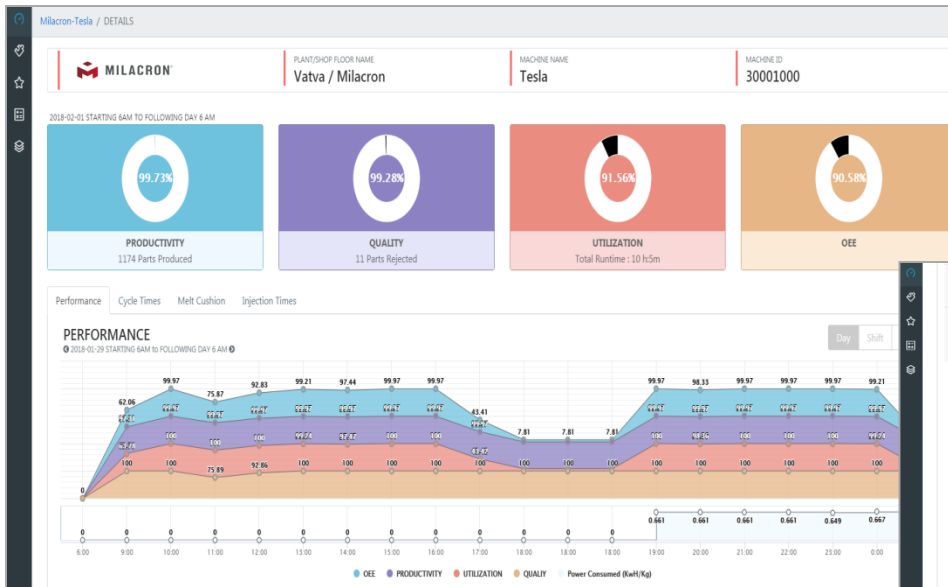 Milacron-Tesla / DETAILS
MILACRON
PLANT/SHOP FLOOR NAME
Vatva / Milacron
MACHINE NAME
Tesla
MACHINE ID
30001000
2018-02-01 STARTING 6AM TO FOLLOWING DAY 6 AM
99.73%
99.28%
91.56%
90.58%
PRODUCTIVITY
1174 Parts Produced
QUALITY
11 Parts Rejected
UTILIZATION
Total Runtime : 10 h:5m
OEE
Performance Cycle Times Melt Cushion Injection Times
PERFORMANCE
2018-01-29 STARTING 6AM to FOLLOWING DAY 6 AM
Day Shift
62.06 99.97 75.87 92.83 99.21 97.44 99.97 99.97 43.41 7.81 7.81 7.81 99.97 98.33 99.97 99.97 99.97 99.21
100 100 100 100 100 100 100 100 100 100 100
100 100 75.89 92.86 100 100 100 100 100 100 100 100 100 100 100 100 100
0
0 0 0 0 0 0 0 0 0 0 0 0 0
0.661 0.661 0.661 0.661 0.649 0.667
6:00 9:00 10:00 11:00 12:00 13:00 14:00 15:00 16:00 17:00 18:00 18:00 18:00 19:00 20:00 21:00 22:00 23:00 0:00
OEE PRODUCTIVITY UTILIZATION QUALIY Power Consumed (KwH/Kg)